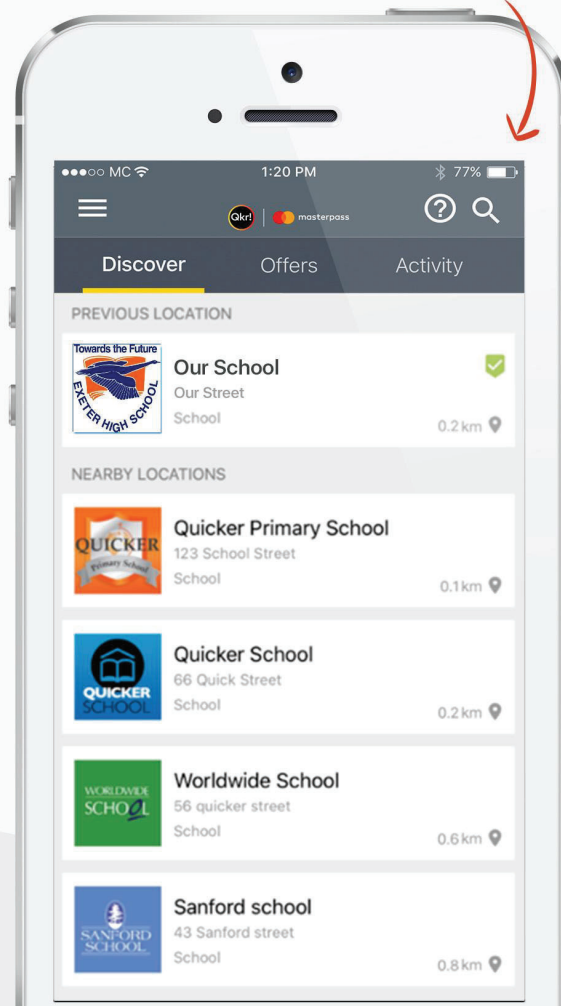 MC 1:20 PM 77%
Qkr! masterpass
Discover Offers Activity
PREVIOUS LOCATION
Towards the Future
EXETER HIGH SCHOOL
Our School
Our Street
School
0.2 km
NEARBY LOCATIONS
QUICKER
Primary School
Quicker Primary School
123 School Street
School
0.1 km
QUICKER
SCHOOL
Quicker School
66 Quick Street
School
0.2 km
WORLDWIDE
SCHOOL
Worldwide School
56 quicker street
School
0.6 km
SANFORD
SCHOOL
Sanford school
43 Sanford street
School
0.8 km